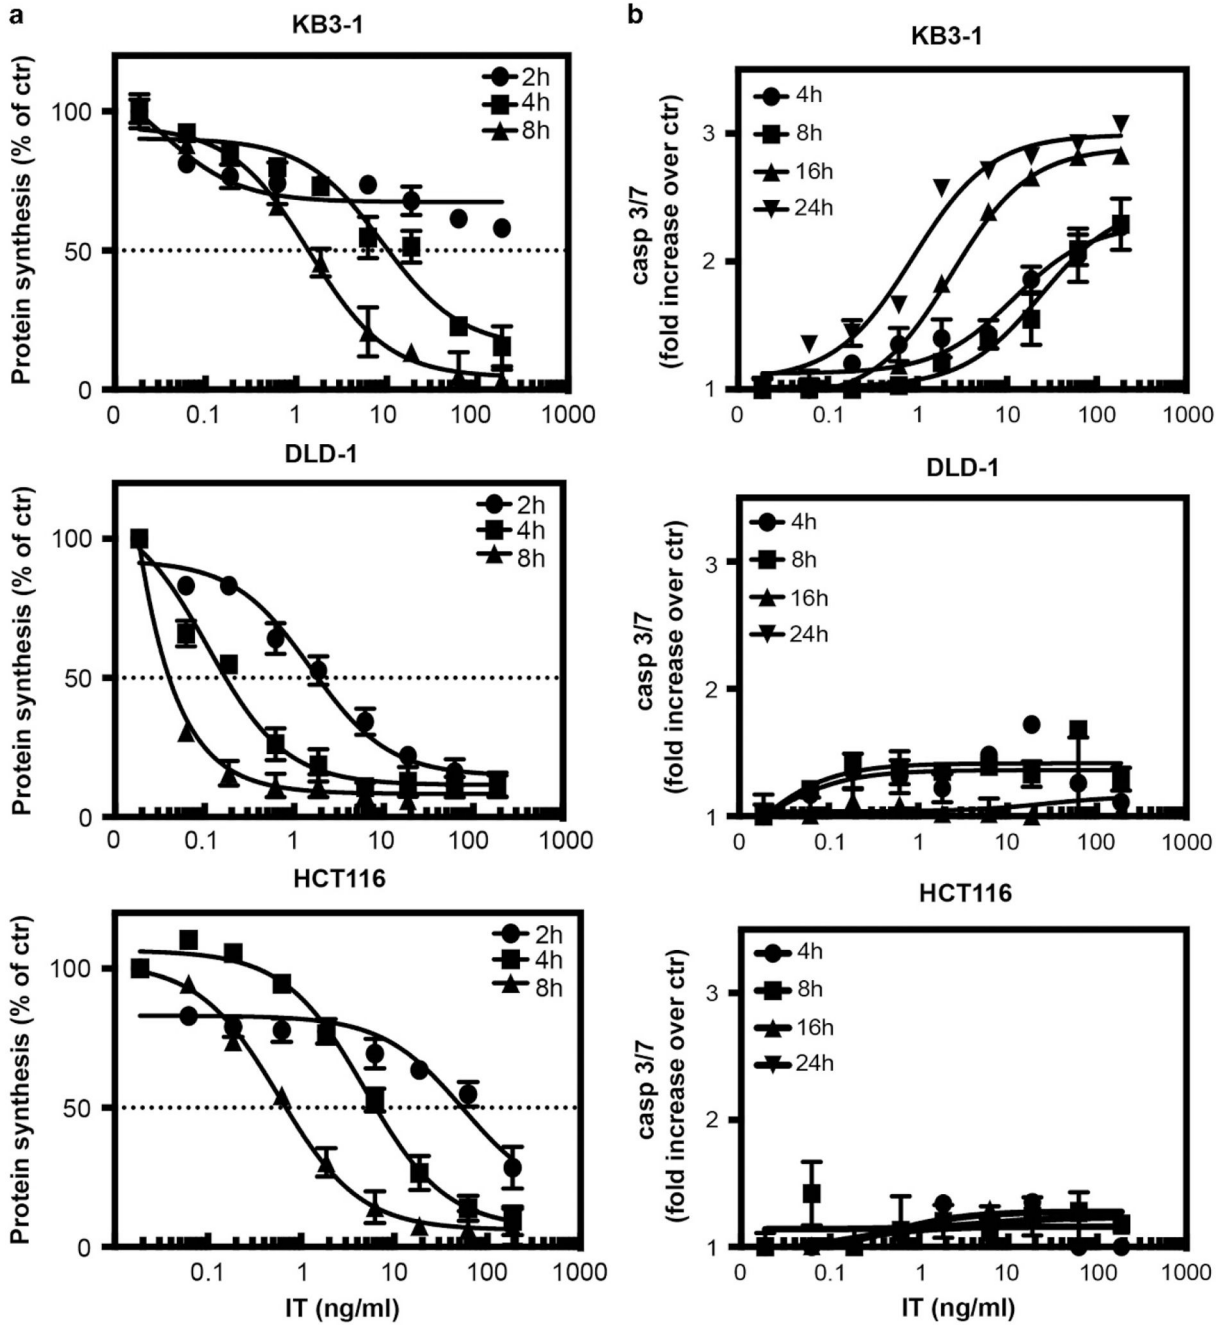 a
KB3-1
Protein synthesis (% of ctr)
100
50
0
2h
4h
8h
0 0.1 1 10 100 1000
DLD-1
Protein synthesis (% of ctr)
100
50
0
2h
4h
8h
0 0.1 1 10 100 1000
HCT116
Protein synthesis (% of ctr)
100
50
0
2h
4h
8h
0.1 1 10 100 1000
IT (ng/ml)
b
KB3-1
casp 3/7
(fold increase over ctr)
3
2
1
4h
8h
16h
24h
0 0.1 1 10 100 1000
DLD-1
casp 3/7
(fold increase over ctr)
3
2
1
4h
8h
16h
24h
0 0.1 1 10 100 1000
HCT116
casp 3/7
(fold increase over ctr)
3
2
1
4h
8h
16h
24h
0 0.1 1 10 100 1000
IT (ng/ml)